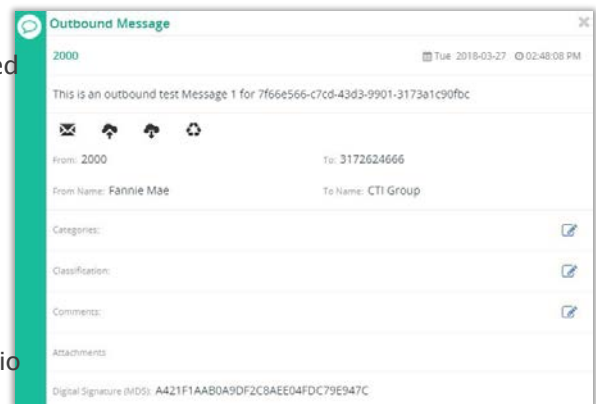 Outbound Message
ed
2000 Tue 2018-03-27 02:48:08 PM
This is an outbound test Message 1 for 7f66e566-c7cd-43d3-9901-3173a1c90fbc
From: 2000 To: 3172624666
From Name: Fannie Mae To Name: CTI Group
Categories:
Classification:
Comments:
Attachments
io
Digital Signature (MD5): A421F1AAB0A9DF2C8AEE04FDC79E947C